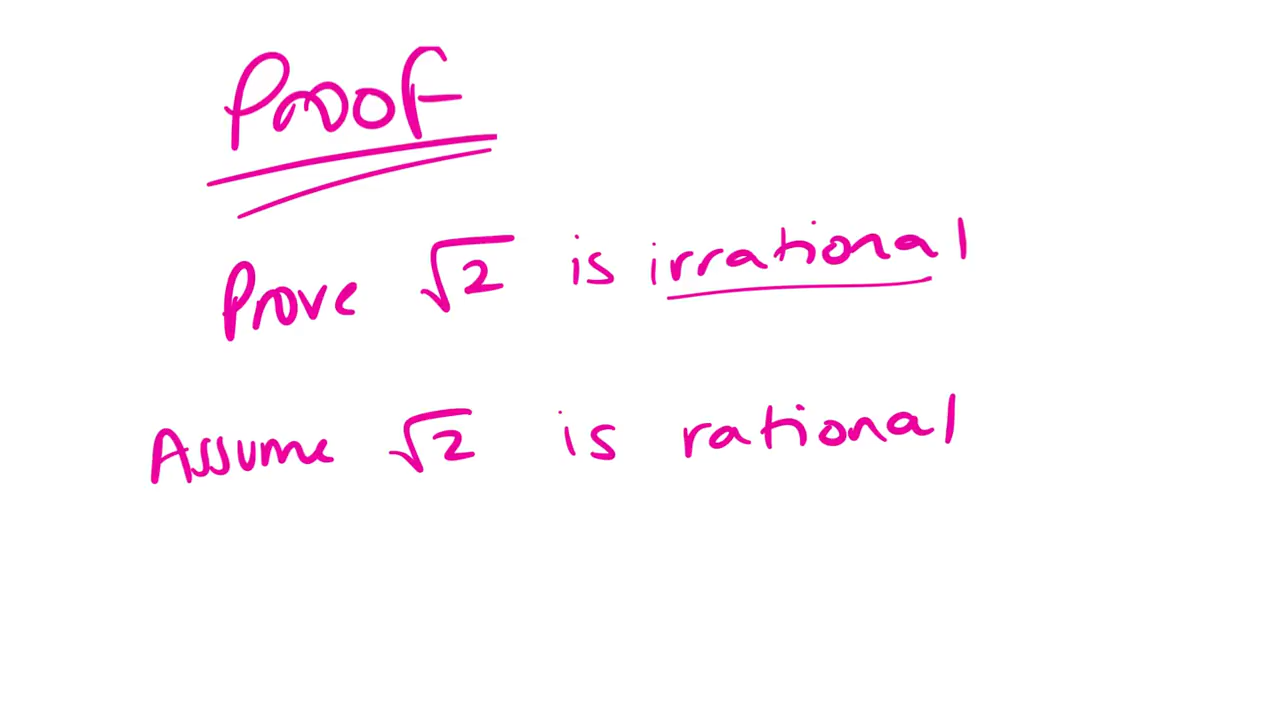 Proof
Prove √2 is irrational
Assume √2 is rational